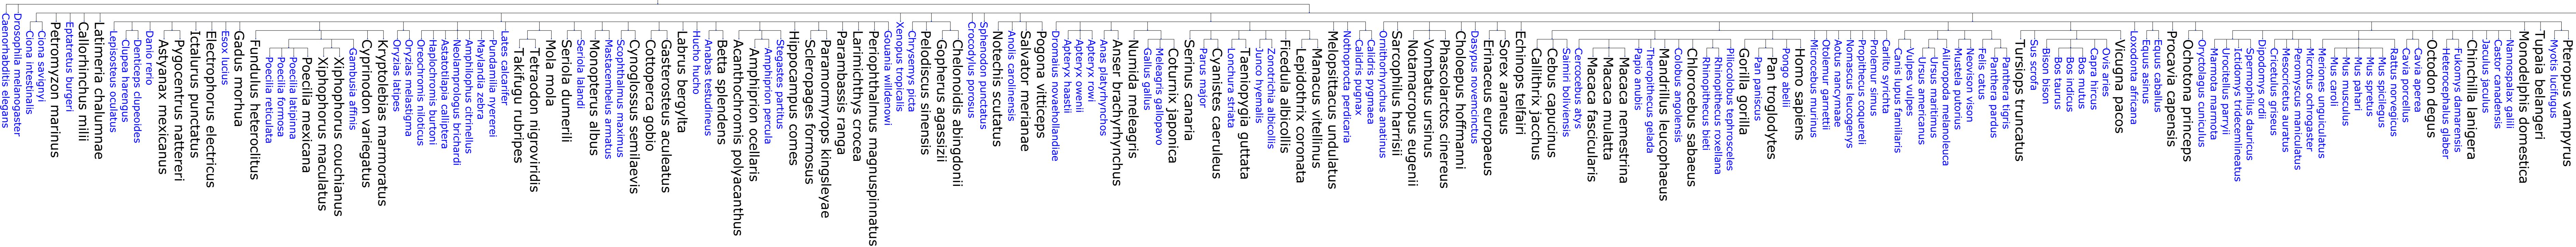 Caenorhabditis elegans
Drosophila melanogaster
Ciona intestinalis
Ciona savignyi
Petromyzon marinus
Eptatretus burgeri
Callorhinchus milii
Latimeria chalumnae
Lepisosteus oculatus
Clupea harengus
Denticeps clupeoides
Danio rerio
Astyanax mexicanus
Pygocentrus nattereri
Ictalurus punctatus
Electrophorus electricus
Esox lucius
Gadus morhua
Fundulus heteroclitus
Poecilia reticulata
Poecilia formosa
Poecilia latipinna
Poecilia mexicana
Xiphophorus maculatus
Xiphophorus couchianus
Gambusia affinis
Cyprinodon variegatus
Kryptolebias marmoratus
Oryzias latipes
Oryzias melastigma
Oreochromis niloticus
Haplochromis burtoni
Astatotilapia calliptera
Neolamprologus brichardi
Amphilophus citrinellus
Maylandia zebra
Pundamilia nyererei
Lates calcarifer
Takifugu rubripes
Tetraodon nigroviridis
Mola mola
Seriola dumerili
Seriola lalandi
Monopterus albus
Mastacembelus armatus
Scophthalmus maximus
Cynoglossus semilaevis
Cottoperca gobio
Gasterosteus aculeatus
Labrus bergylta
Hucho hucho
Anabas testudineus
Betta splendens
Acanthochromis polyacanthus
Amphiprion ocellaris
Amphiprion percula
Stegastes partitus
Hippocampus comes
Scleropages formosus
Paramormyrops kingsleyae
Parambassis ranga
Larimichthys crocea
Periophthalmus magnuspinnatus
Gouania willdenowi
Xenopus tropicalis
Chrysemys picta
Pelodiscus sinensis
Gopherus agassizii
Chelonoidis abingdonii
Crocodylus porosus
Sphenodon punctatus
Notechis scutatus
Anolis carolinensis
Salvator merianae
Pogona vitticeps
Dromaius novaehollandiae
Apteryx haastii
Apteryx owenii
Apteryx rowi
Anas platyrhynchos
Anser brachyrhynchus
Numida meleagris
Gallus gallus
Meleagris gallopavo
Coturnix japonica
Serinus canaria
Parus major
Cyanistes caeruleus
Lonchura striata
Taeniopygia guttata
Junco hyemalis
Zonotrichia albicollis
Ficedula albicollis
Lepidothrix coronata
Manacus vitellinus
Melopsittacus undulatus
Nothoprocta perdicaria
Calidris pugnax
Calidris pygmaea
Ornithorhynchus anatinus
Sarcophilus harrisii
Notamacropus eugenii
Vombatus ursinus
Phascolarctos cinereus
Choloepus hoffmanni
Dasypus novemcinctus
Erinaceus europaeus
Sorex araneus
Echinops telfairi
Callithrix jacchus
Cebus capucinus
Saimiri boliviensis
Cercocebus atys
Macaca fascicularis
Macaca mulatta
Macaca nemestrina
Papio anubis
Theropithecus gelada
Mandrillus leucophaeus
Colobus angolensis
Chlorocebus sabaeus
Rhinopithecus bieti
Rhinopithecus roxellana
Piliocolobus tephrosceles
Gorilla gorilla
Pan paniscus
Pan troglodytes
Pongo abelii
Homo sapiens
Microcebus murinus
Otolemur garnettii
Aotus nancymaae
Nomascus leucogenys
Propithecus coquereli
Prolemur simus
Carlito syrichta
Canis lupus familiaris
Vulpes vulpes
Ursus americanus
Ursus maritimus
Ailuropoda melanoleuca
Mustela putorius
Neovison vison
Felis catus
Panthera pardus
Panthera tigris
Tursiops truncatus
Sus scrofa
Bison bison
Bos taurus
Bos indicus
Bos mutus
Capra hircus
Ovis aries
Vicugna pacos
Loxodonta africana
Equus asinus
Equus caballus
Procavia capensis
Ochotona princeps
Oryctolagus cuniculus
Marmota marmota
Urocitellus parryii
Ictidomys tridecemlineatus
Spermophilus dauricus
Dipodomys ordii
Cricetulus griseus
Mesocricetus auratus
Peromyscus maniculatus
Microtus ochrogaster
Meriones unguiculatus
Mus caroli
Mus musculus
Mus pahari
Mus spretus
Mus spicilegus
Rattus norvegicus
Cavia porcellus
Cavia aperea
Octodon degus
Heterocephalus glaber
Fukomys damarensis
Chinchilla lanigera
Jaculus jaculus
Castor canadensis
Nannospalax galili
Monodelphis domestica
Tupaia belangeri
Myotis lucifugus
Pteropus vampyrus